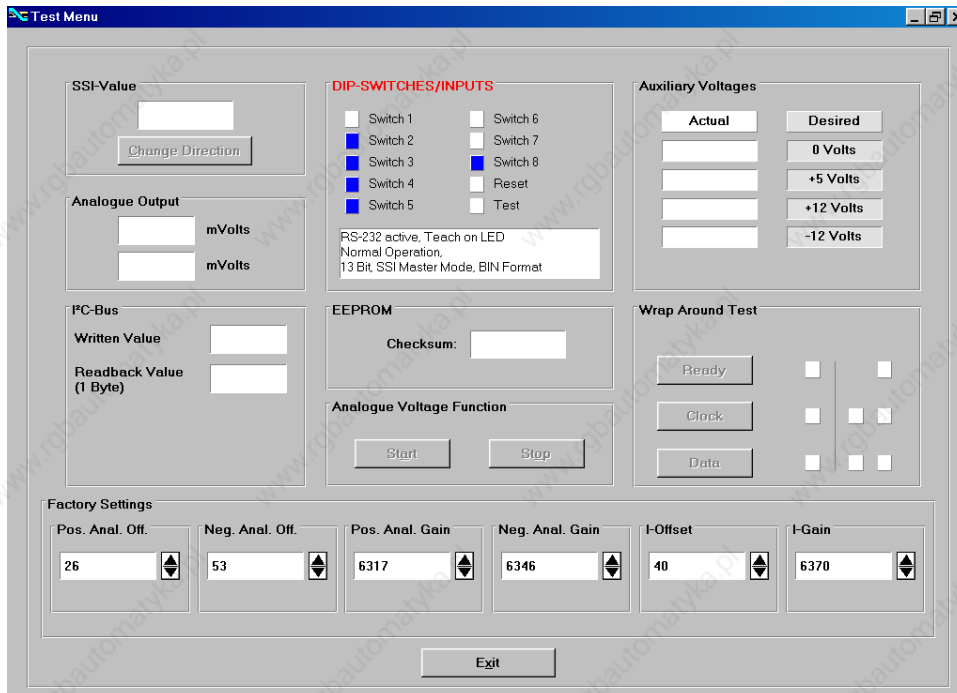 Test Menu
SSI-Value
Change Direction
DIP-SWITCHES/INPUTS
Switch 1
Switch 6
Switch 2
Switch 7
Switch 3
Switch 8
Switch 4
Reset
Switch 5
Test
RS-232 active, Teach on LED
Normal Operation,
13 Bit, SSI Master Mode, BIN Format
Auxiliary Voltages
Actual
Desired
0 Volts
+5 Volts
+12 Volts
-12 Volts
Analogue Output
mVolts
mVolts
I²C-Bus
Written Value
Readback Value
(1 Byte)
EEPROM
Checksum:
Analogue Voltage Function
Start
Stop
Wrap Around Test
Ready
Clock
Data
Factory Settings
Pos. Anal. Off.
Neg. Anal. Off.
Pos. Anal. Gain
Neg. Anal. Gain
I-Offset
I-Gain
26
53
6317
6346
40
6370
Exit
www.rgbautomatyka.pl